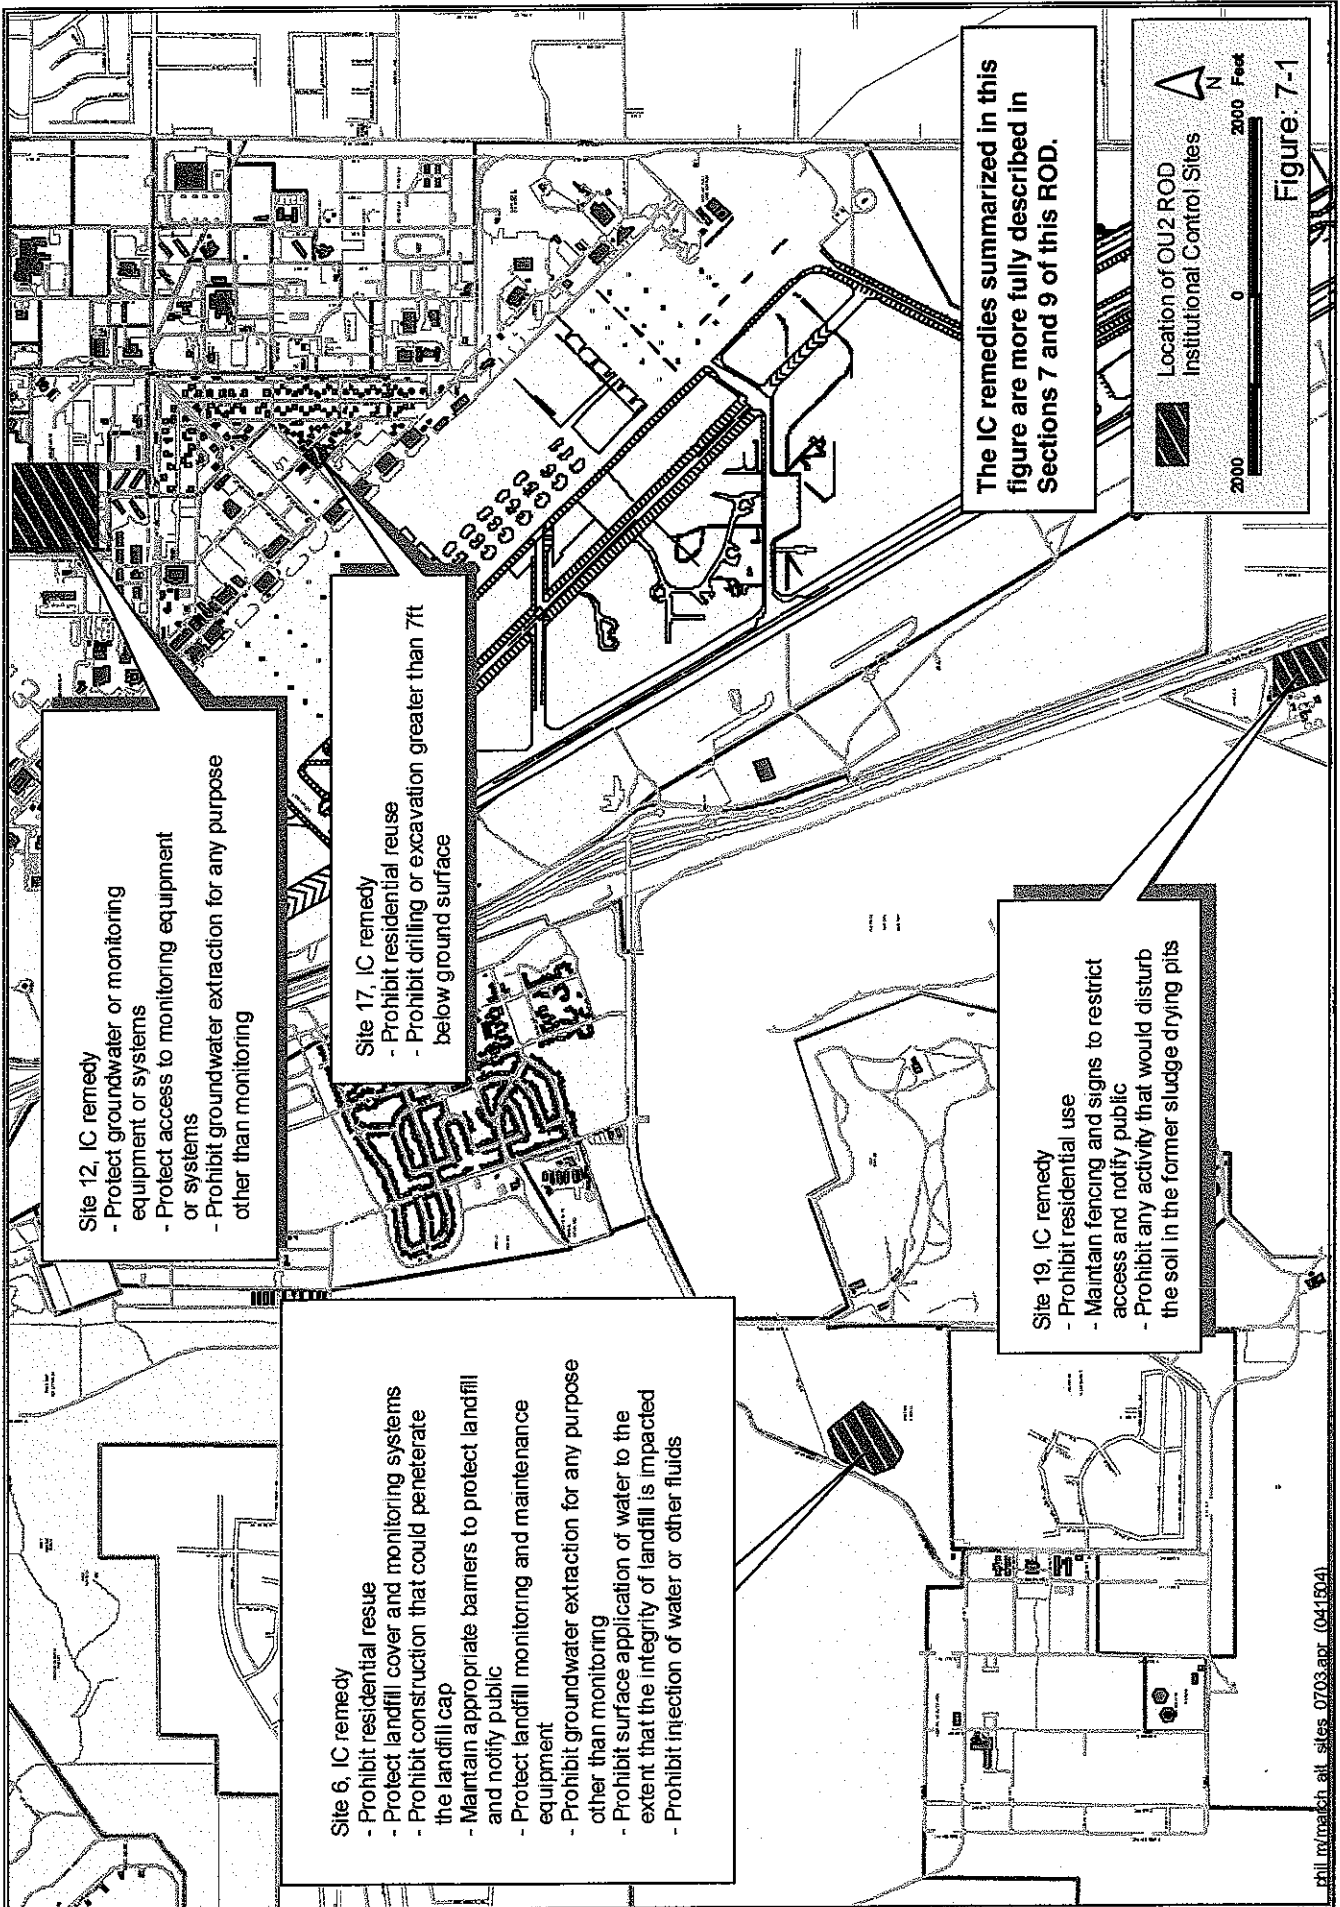 Site 12, IC remedy
- Protect groundwater or monitoring
equipment or systems
- Protect access to monitoring equipment
or systems
- Prohibit groundwater extraction for any purpose
other than monitoring
Site 17, IC remedy
- Prohibit residential reuse
- Prohibit drilling or excavation greater than 7ft
below ground surface
Site 6, IC remedy
- Prohibit residential resue
- Protect landfill cover and monitoring systems
- Prohibit construction that could peneterate
the landfill cap
- Maintain appropriate barriers to protect landfill
and notify public
- Protect landfill monitoring and maintenance
equipment
- Prohibit groundwater extraction for any purpose
other than monitoring
- Prohibit surface application of water to the
extent that the integrity of landfill is impacted
- Prohibit injection of water or other fluids
Site 19, IC remedy
- Prohibit residential use
- Maintain fencing and signs to restrict
access and notify public
- Prohibit any activity that would disturb
the soil in the former sludge drying pits
The IC remedies summarized in this
figure are more fully described in
Sections 7 and 9 of this ROD.
Location of OU2 ROD
Institutional Control Sites
N
2000 0 2000 Feet
Figure: 7-1
phil m/march alt sites 0703.apr (041504)